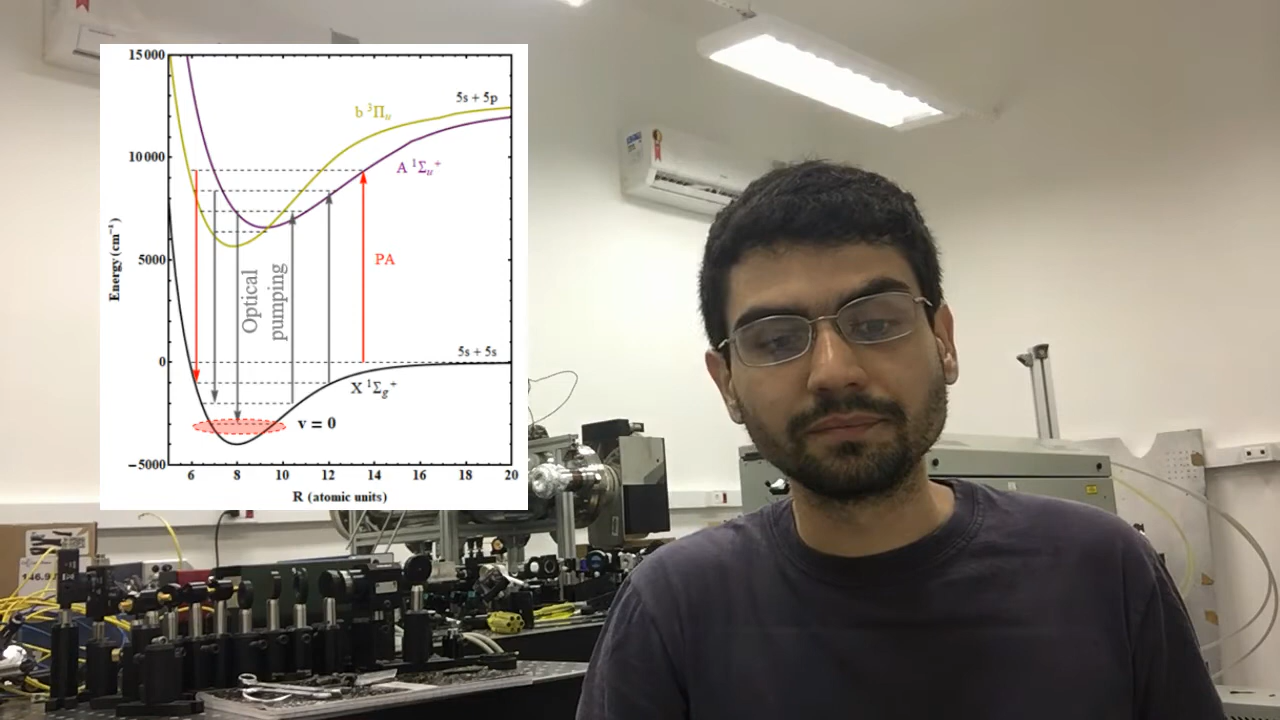 15000
5s + 5p
b ³Πᵤ
10000
A ¹Σᵤ⁺
Energy (cm⁻¹)
5000
PA
Optical
pumping
0
5s + 5s
X ¹Σg⁺
v = 0
−5000
6 8 10 12 14 16 18 20
R (atomic units)